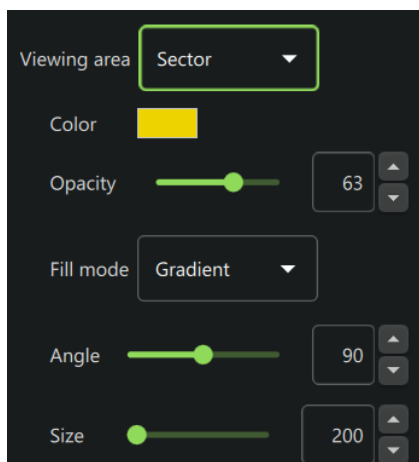 Viewing area Sector
Color
Opacity 63
Fill mode Gradient
Angle 90
Size 200